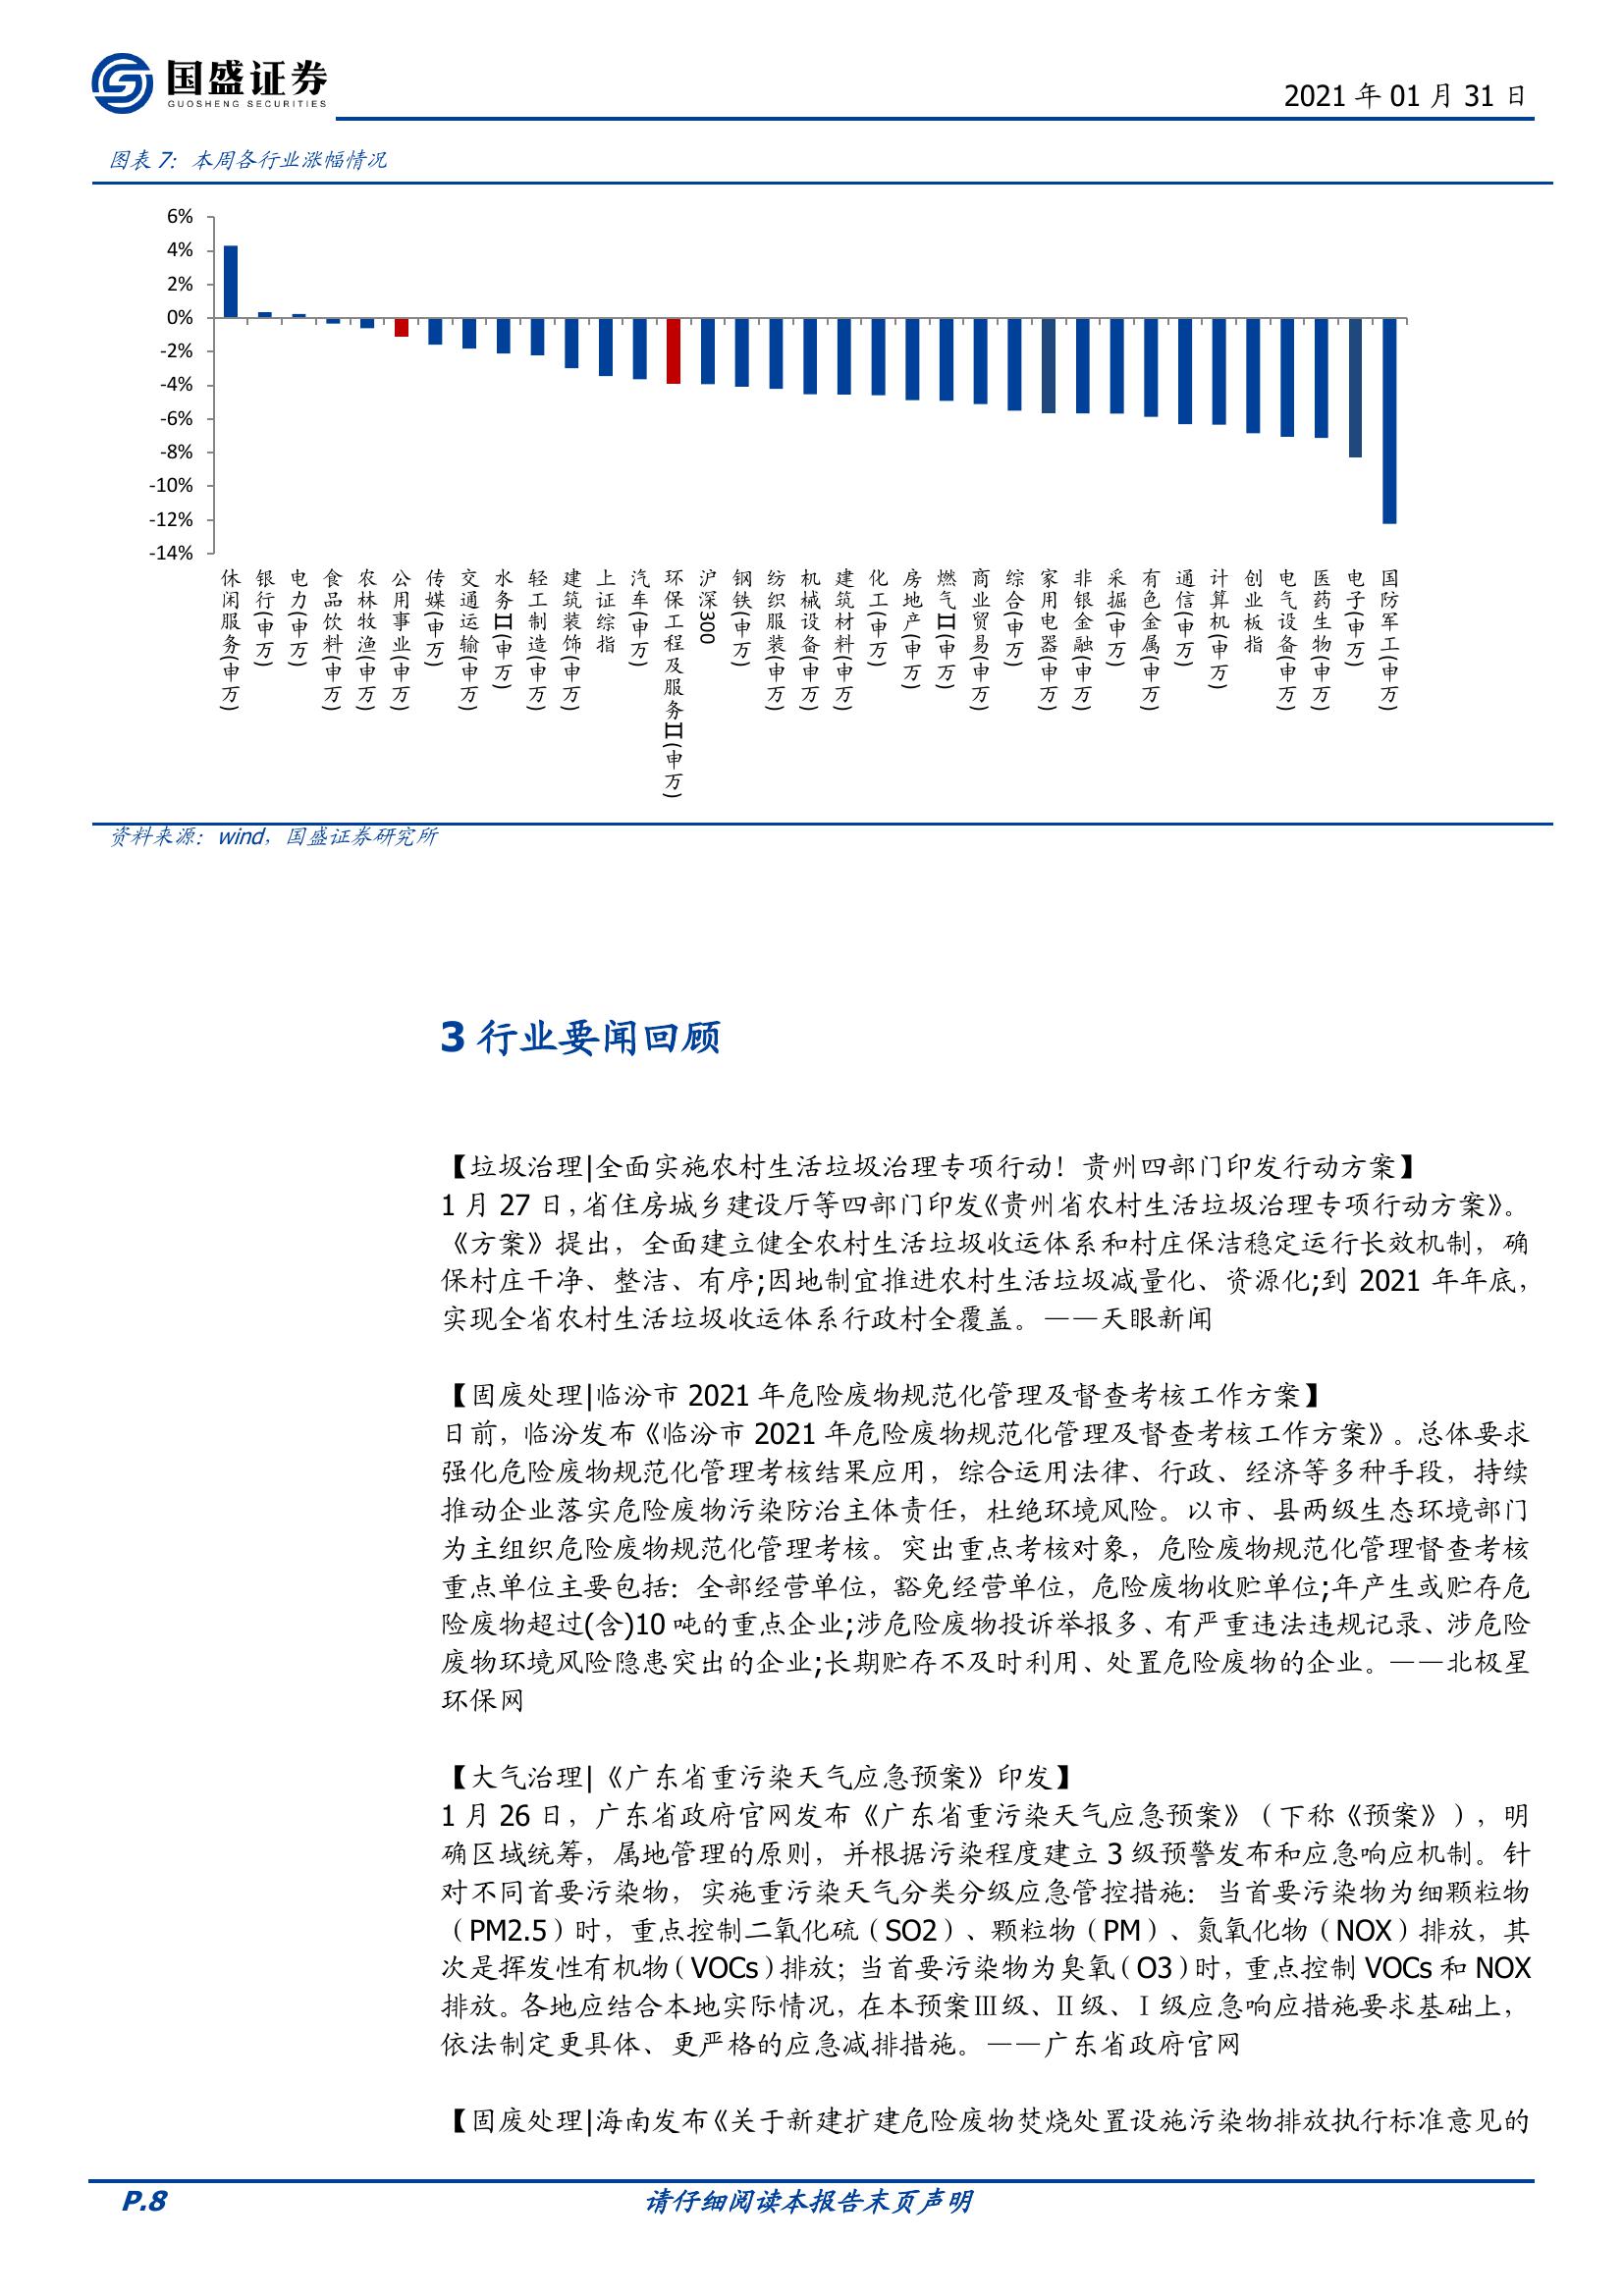 国盛证券
GUOSHENG SECURITIES
2021 年 01 月 31 日
图表 7：本周各行业涨幅情况
6%
4%
2%
0%
-2%
-4%
-6%
-8%
-10%
-12%
-14%
休闲服务(申万)
银行(申万)
电力(申万)
食品饮料(申万)
农林牧渔(申万)
公用事业(申万)
传媒(申万)
交通运输(申万)
水务Ⅱ(申万)
轻工制造(申万)
建筑装饰(申万)
上证综指
汽车(申万)
环保工程及服务Ⅱ(申万)
沪深300
钢铁(申万)
纺织服装(申万)
机械设备(申万)
建筑材料(申万)
化工(申万)
房地产(申万)
燃气Ⅱ(申万)
商业贸易(申万)
综合(申万)
家用电器(申万)
非银金融(申万)
采掘(申万)
有色金属(申万)
通信(申万)
计算机(申万)
创业板指
电气设备(申万)
医药生物(申万)
电子(申万)
国防军工(申万)
资料来源：wind，国盛证券研究所
3 行业要闻回顾
【垃圾治理|全面实施农村生活垃圾治理专项行动！贵州四部门印发行动方案】
1 月 27 日，省住房城乡建设厅等四部门印发《贵州省农村生活垃圾治理专项行动方案》。
《方案》提出，全面建立健全农村生活垃圾收运体系和村庄保洁稳定运行长效机制，确
保村庄干净、整洁、有序;因地制宜推进农村生活垃圾减量化、资源化;到 2021 年年底，
实现全省农村生活垃圾收运体系行政村全覆盖。——天眼新闻
【固废处理|临汾市 2021 年危险废物规范化管理及督查考核工作方案】
日前，临汾发布《临汾市 2021 年危险废物规范化管理及督查考核工作方案》。总体要求
强化危险废物规范化管理考核结果应用，综合运用法律、行政、经济等多种手段，持续
推动企业落实危险废物污染防治主体责任，杜绝环境风险。以市、县两级生态环境部门
为主组织危险废物规范化管理考核。突出重点考核对象，危险废物规范化管理督查考核
重点单位主要包括：全部经营单位，豁免经营单位，危险废物收贮单位;年产生或贮存危
险废物超过(含)10 吨的重点企业;涉危险废物投诉举报多、有严重违法违规记录、涉危险
废物环境风险隐患突出的企业;长期贮存不及时利用、处置危险废物的企业。——北极星
环保网
【大气治理|《广东省重污染天气应急预案》印发】
1 月 26 日，广东省政府官网发布《广东省重污染天气应急预案》（下称《预案》），明
确区域统筹，属地管理的原则，并根据污染程度建立 3 级预警发布和应急响应机制。针
对不同首要污染物，实施重污染天气分类分级应急管控措施：当首要污染物为细颗粒物
（PM2.5）时，重点控制二氧化硫（SO2）、颗粒物（PM）、氮氧化物（NOX）排放，其
次是挥发性有机物（VOCs）排放；当首要污染物为臭氧（O3）时，重点控制 VOCs 和 NOX
排放。各地应结合本地实际情况，在本预案Ⅲ级、Ⅱ级、Ⅰ级应急响应措施要求基础上，
依法制定更具体、更严格的应急减排措施。——广东省政府官网
【固废处理|海南发布《关于新建扩建危险废物焚烧处置设施污染物排放执行标准意见的
P.8
请仔细阅读本报告末页声明